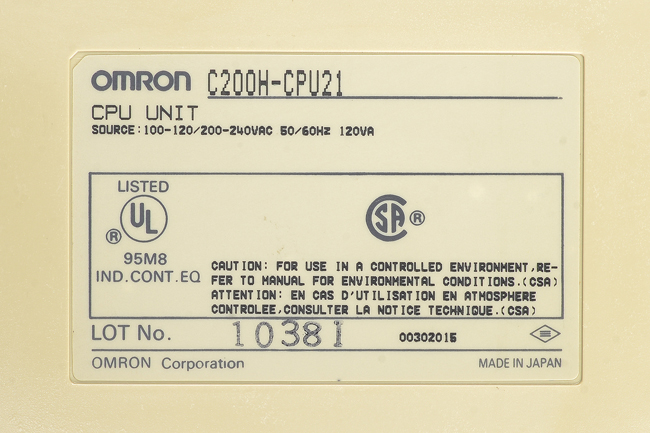 OMRON C200H-CPU21
CPU UNIT
SOURCE:100-120/200-240VAC 50/60Hz 120VA
LISTED
UL
®
95M8
IND.CONT.EQ
CSA ®
CAUTION: FOR USE IN A CONTROLLED ENVIRONMENT,RE-
FER TO MANUAL FOR ENVIRONMENTAL CONDITIONS.(CSA)
ATTENTION: EN CAS D'UTILISATION EN ATMOSPHERE
CONTROLEE,CONSULTER LA NOTICE TECHNIQUE.(CSA)
LOT No. 10381 00302015
OMRON Corporation MADE IN JAPAN